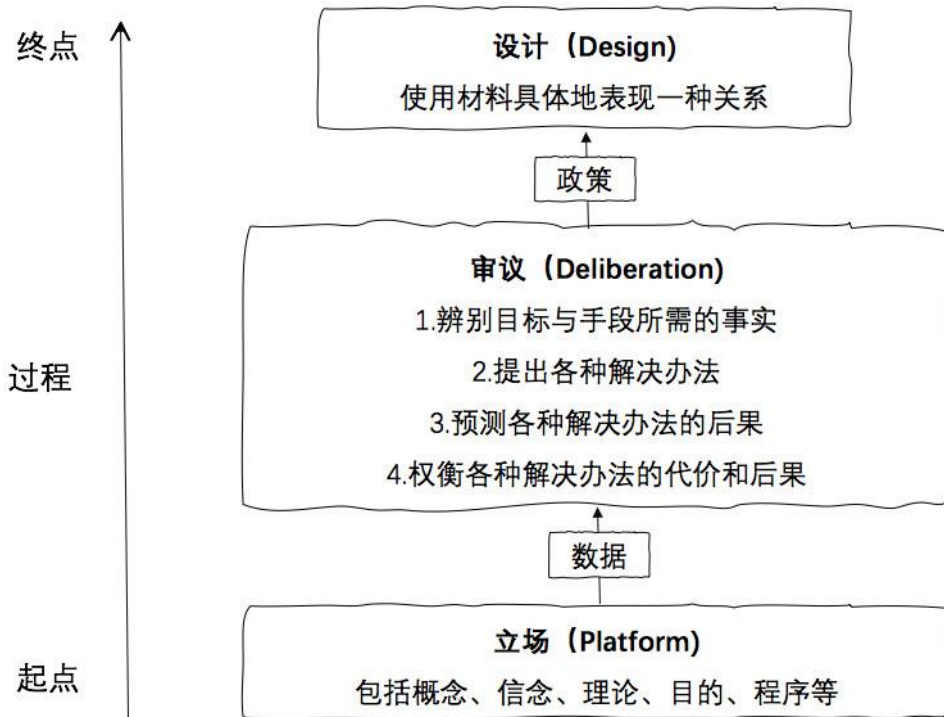 终点
设计（Design)
使用材料具体地表现一种关系
政策
过程
审议（Deliberation)
1.辨别目标与手段所需的事实
2.提出各种解决办法
3.预测各种解决办法的后果
4.权衡各种解决办法的代价和后果
数据
起点
立场（Platform)
包括概念、信念、理论、目的、程序等